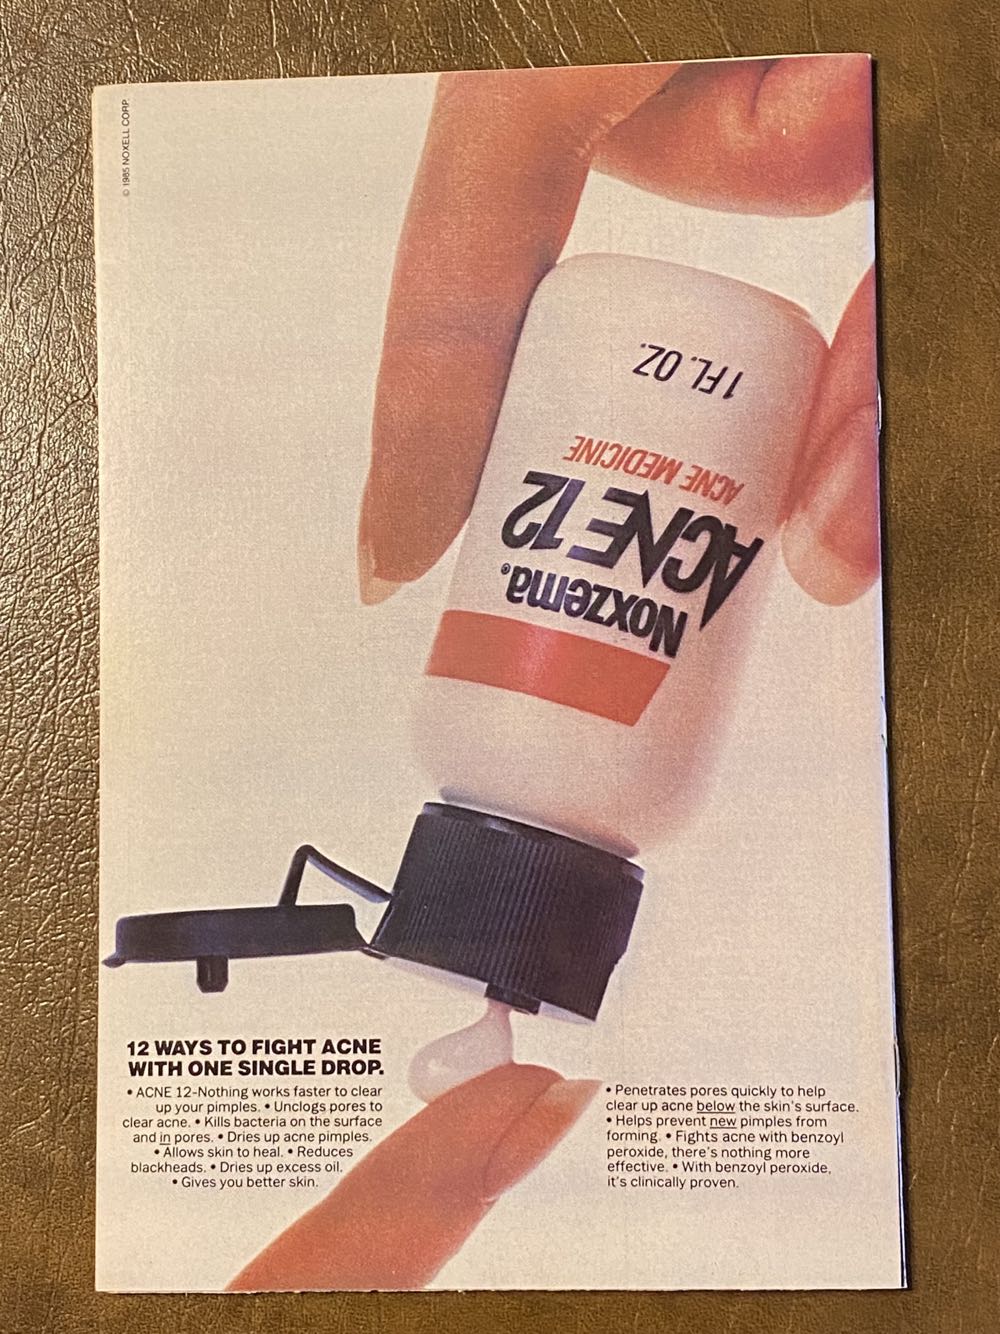 © 1985 NOXELL CORP.
1 FL. OZ.
ACNE MEDICINE
ACNE 12
Noxzema®
12 WAYS TO FIGHT ACNE
WITH ONE SINGLE DROP.
• ACNE 12-Nothing works faster to clear
up your pimples. • Unclogs pores to
clear acne. • Kills bacteria on the surface
and in pores. • Dries up acne pimples.
• Allows skin to heal. • Reduces
blackheads. • Dries up excess oil.
• Gives you better skin.
• Penetrates pores quickly to help
clear up acne below the skin's surface.
• Helps prevent new pimples from
forming. • Fights acne with benzoyl
peroxide, there's nothing more
effective. • With benzoyl peroxide,
it's clinically proven.